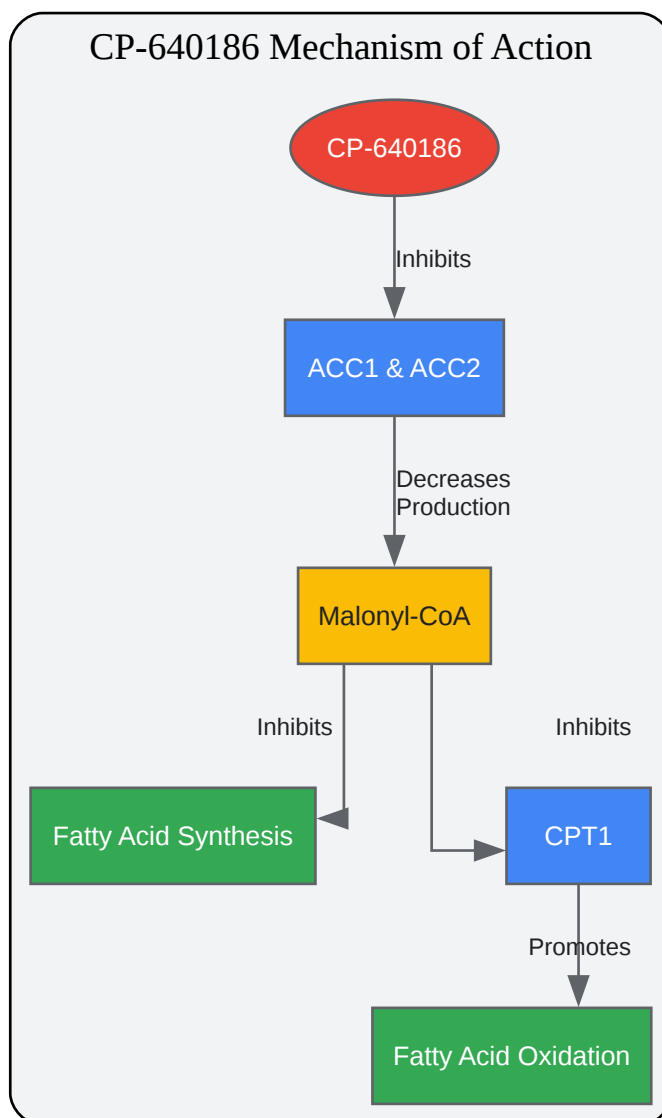 CP-640186 Mechanism of Action
CP-640186
Inhibits
ACC1 & ACC2
Decreases
Production
Malonyl-CoA
Inhibits
Inhibits
Fatty Acid Synthesis
CPT1
Promotes
Fatty Acid Oxidation